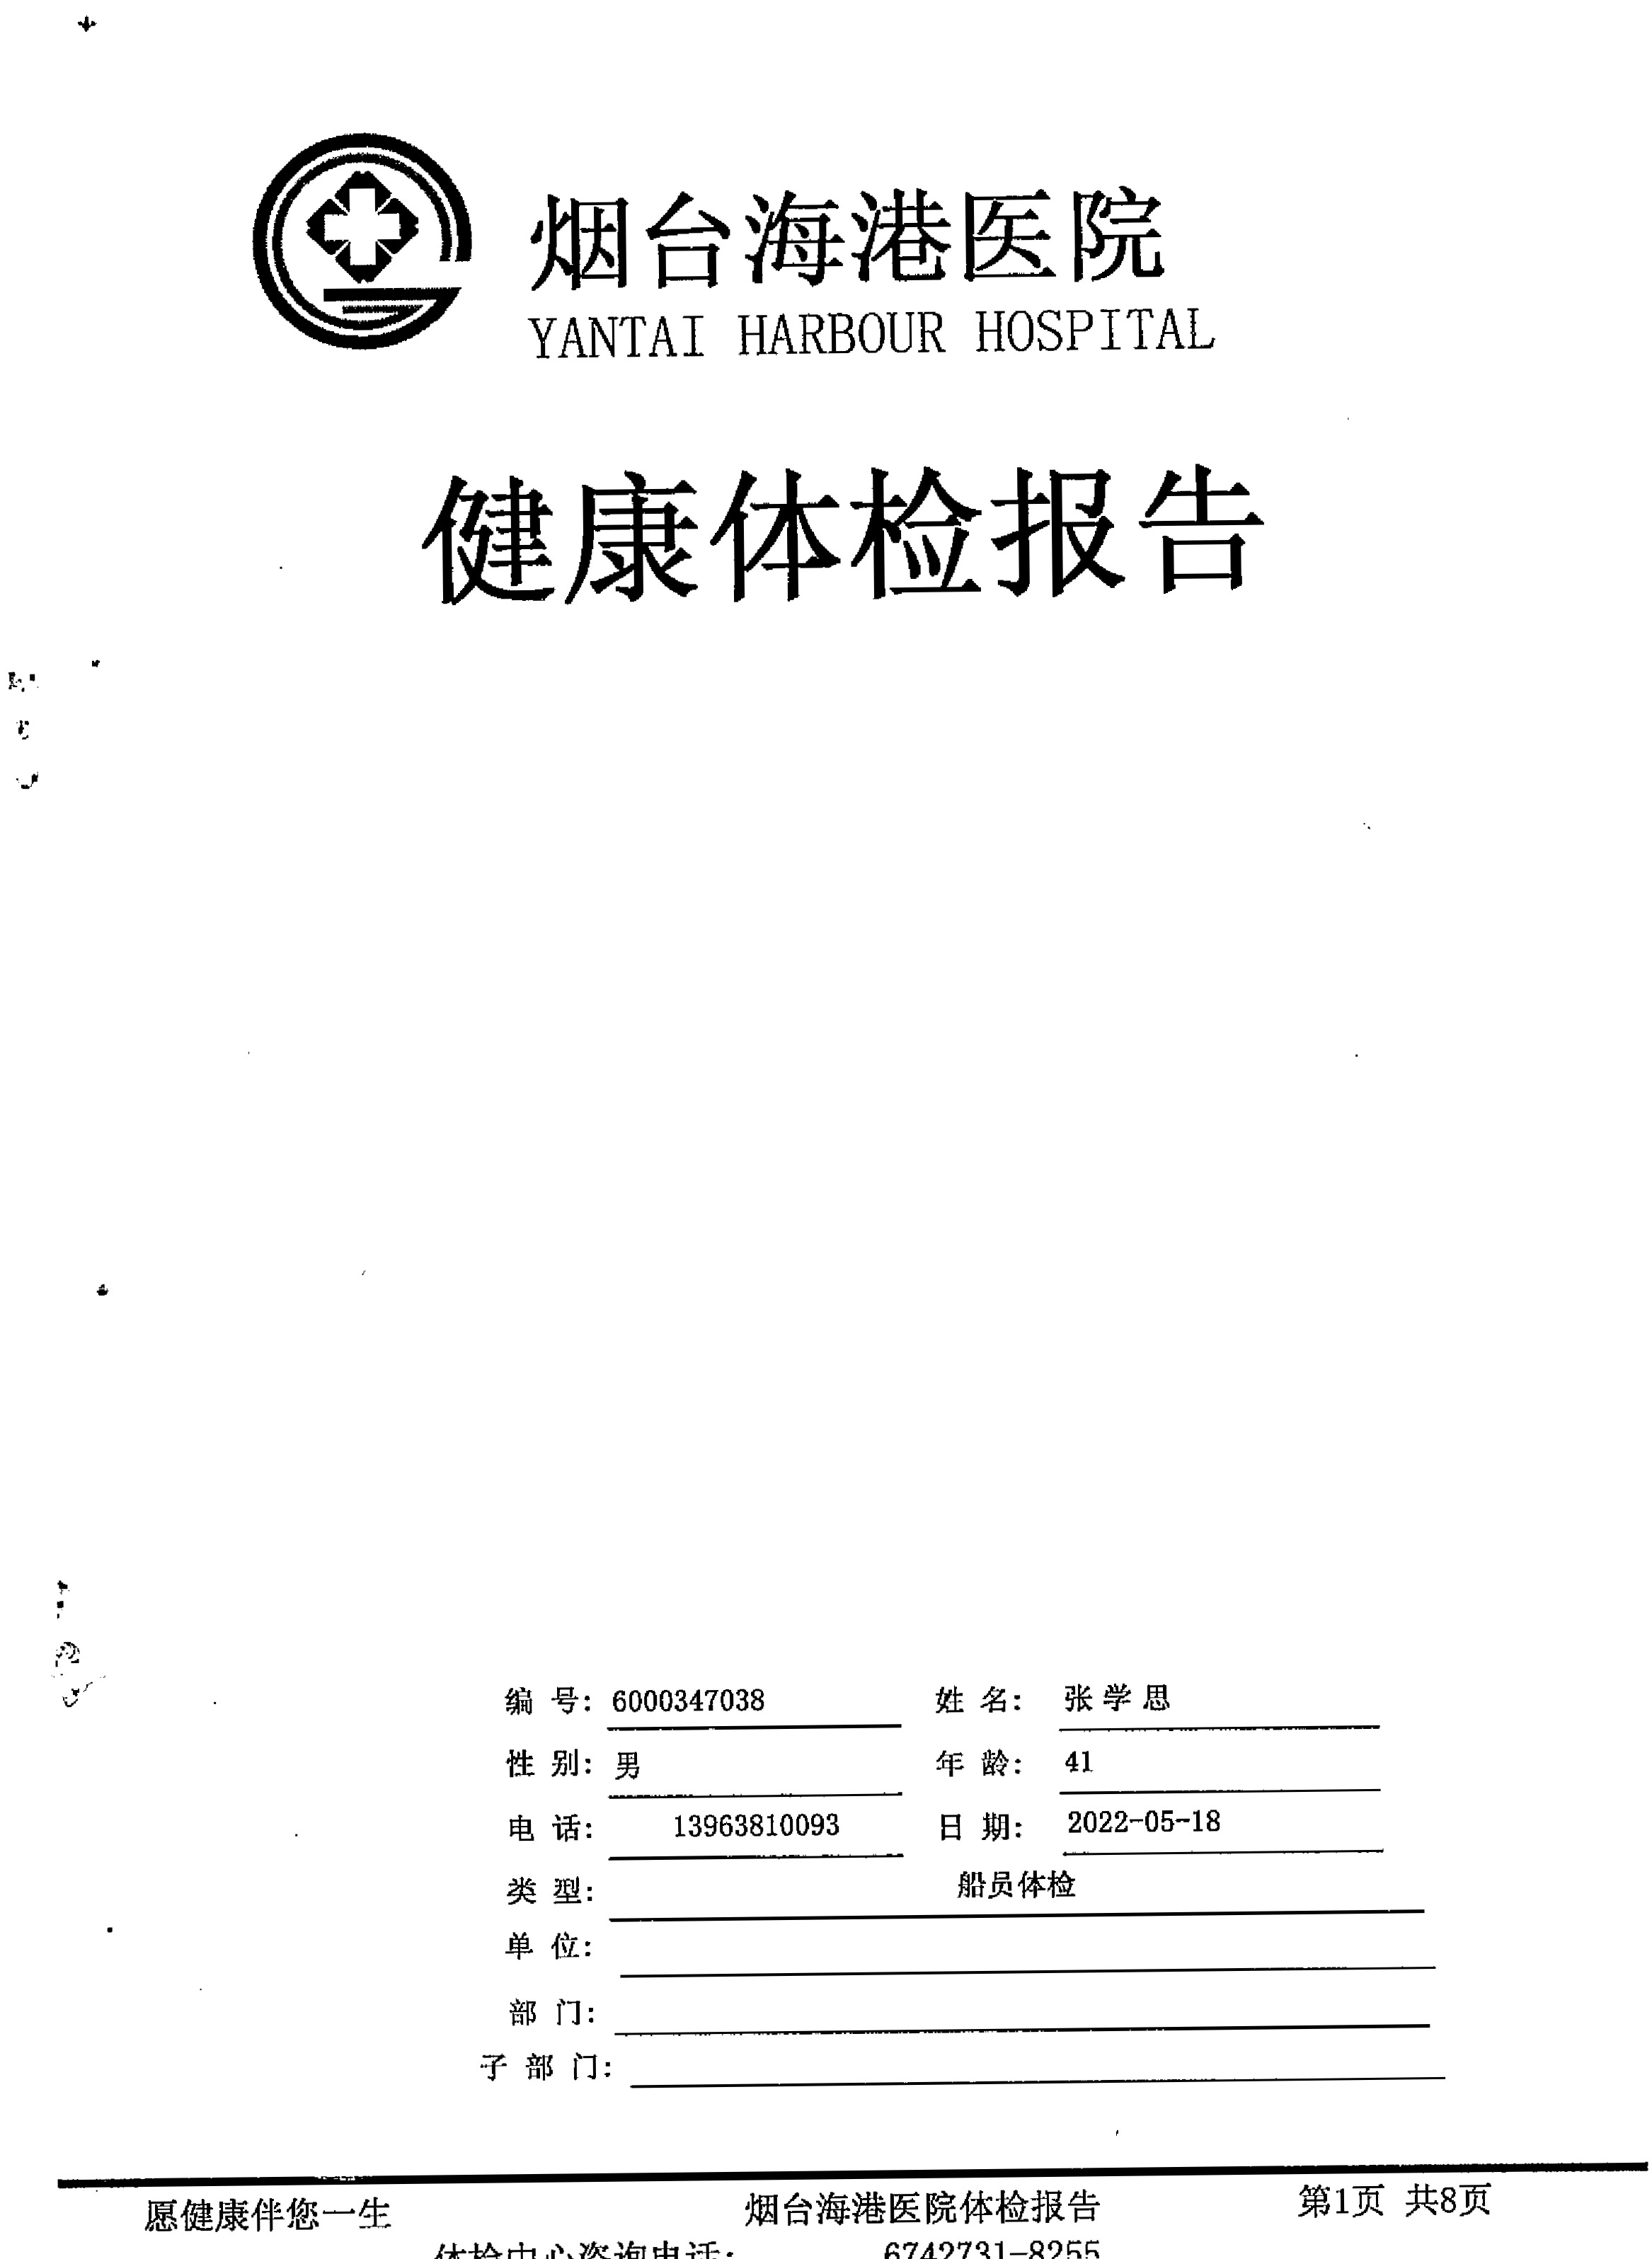 烟台海港医院
YANTAI HARBOUR HOSPITAL
健康体检报告
编 号: 6000347038 姓 名: 张学思
性 别: 男 年 龄: 41
电 话: 13963810093 日 期: 2022-05-18
类 型: 船员体检
单 位:
部 门:
子 部 门:
愿健康伴您一生 烟台海港医院体检报告 第1页 共8页
体检中心咨询电话: 6742731-8255